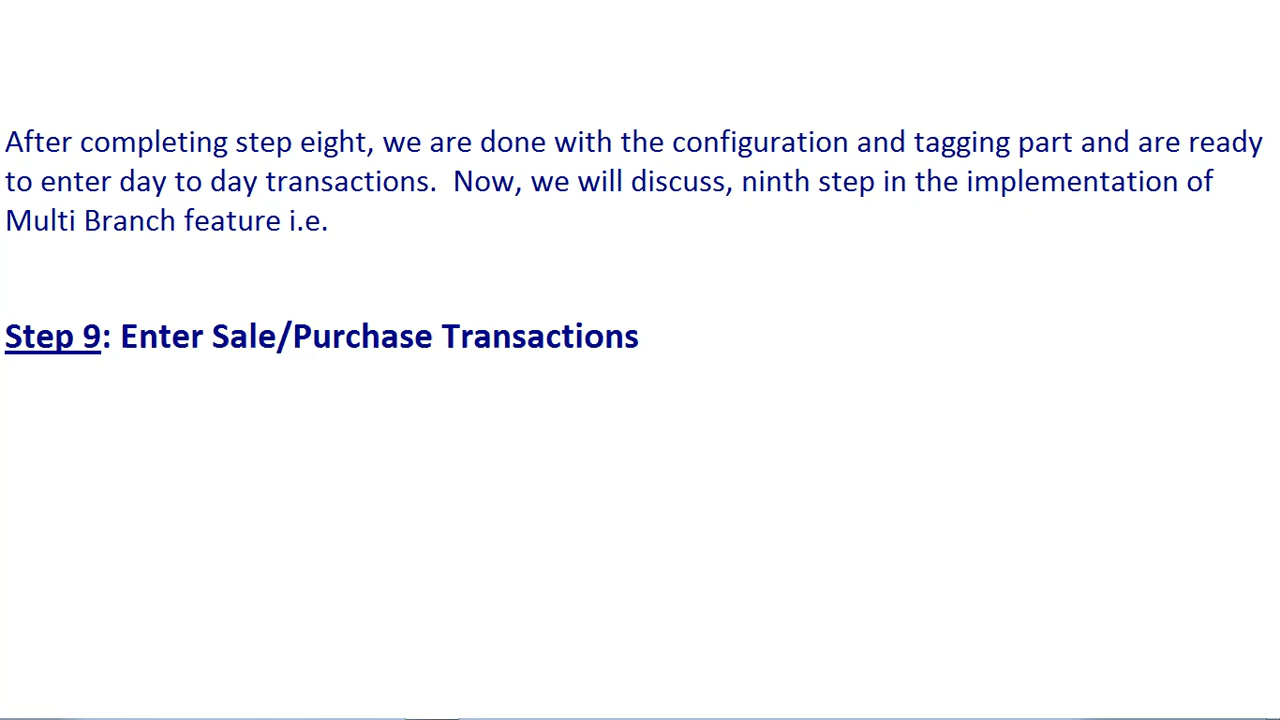 After completing step eight, we are done with the configuration and tagging part and are ready
to enter day to day transactions.  Now, we will discuss, ninth step in the implementation of
Multi Branch feature i.e.
Step 9: Enter Sale/Purchase Transactions